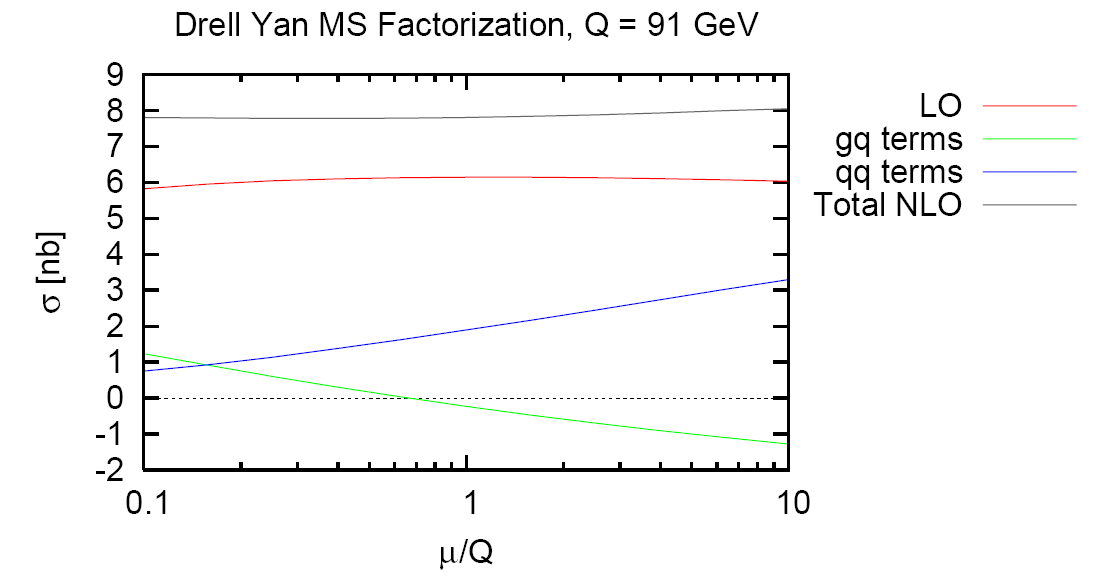 Drell Yan MS Factorization, Q = 91 GeV
9
8
7
6
5
4
3
2
1
0
-1
-2
σ [nb]
0.1
1
10
μ/Q
LO
gq terms
qq terms
Total NLO